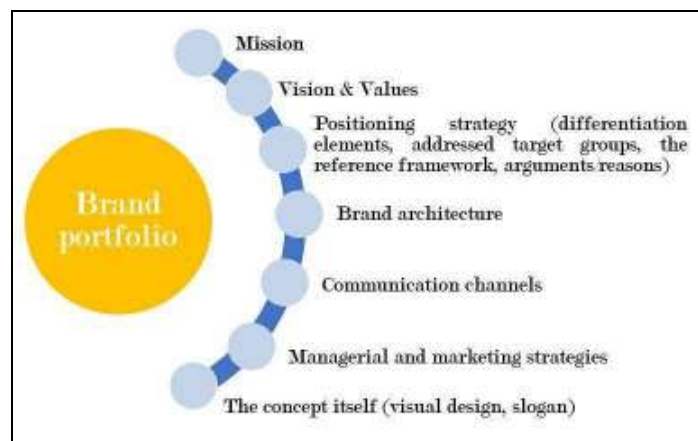 Mission
Vision & Values
Positioning strategy (differentiation
elements, addressed target groups, the
reference framework, arguments/reasons)
Brand
portfolio
Brand architecture
Communication channels
Managerial and marketing strategies
The concept itself (visual design, slogan)